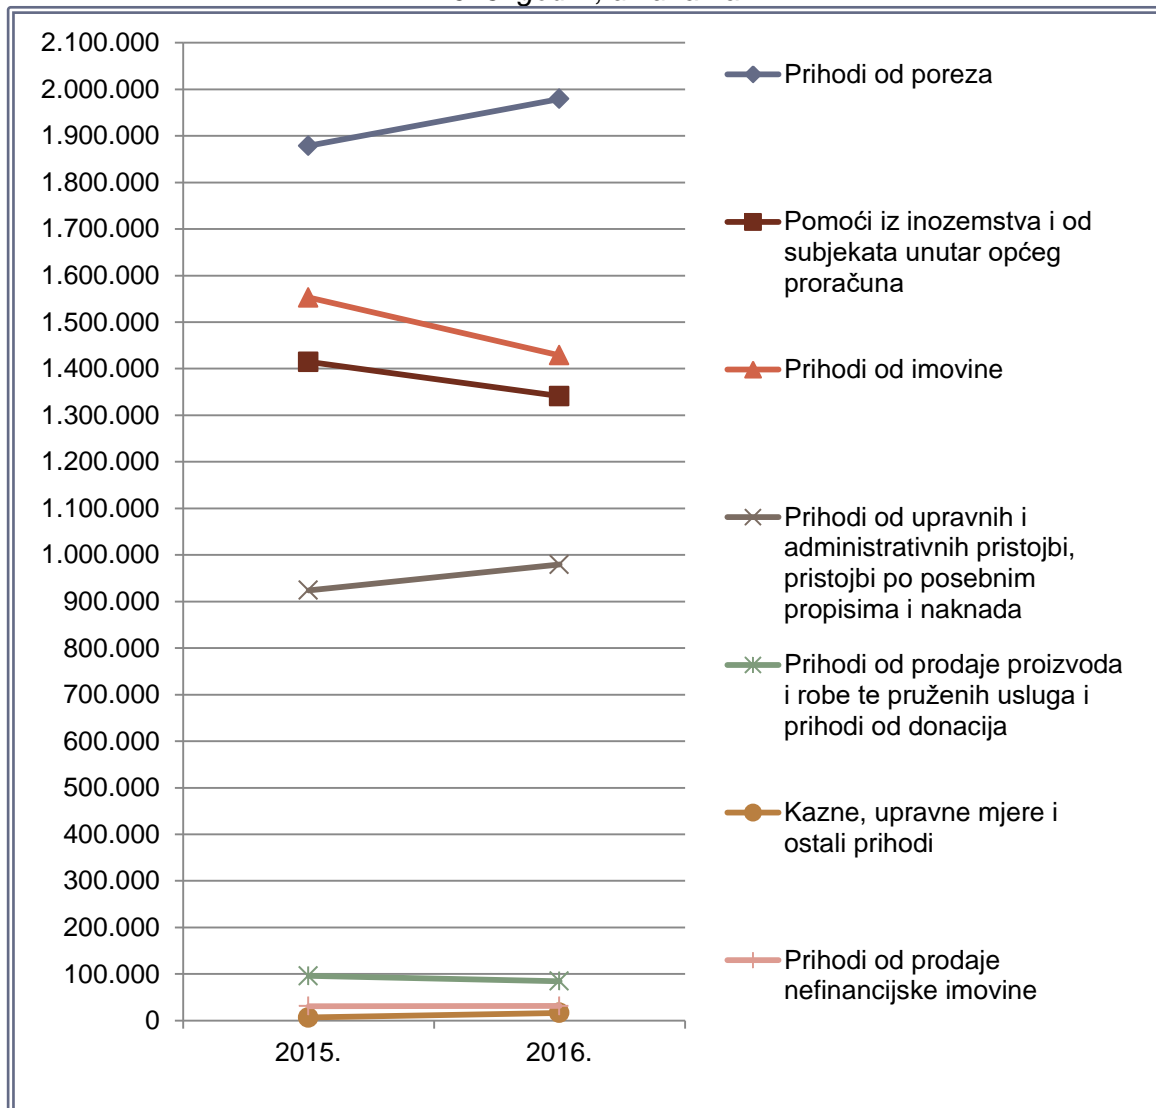 2.100.000
2.000.000
1.900.000
1.800.000
1.700.000
1.600.000
1.500.000
1.400.000
1.300.000
1.200.000
1.100.000
1.000.000
900.000
800.000
700.000
600.000
500.000
400.000
300.000
200.000
100.000
0
2015.
2016.
Prihodi od poreza
Pomoći iz inozemstva i od
subjekata unutar općeg
proračuna
Prihodi od imovine
Prihodi od upravnih i
administrativnih pristojbi,
pristojbi po posebnim
propisima i naknada
Prihodi od prodaje proizvoda
i robe te pruženih usluga i
prihodi od donacija
Kazne, upravne mjere i
ostali prihodi
Prihodi od prodaje
nefinancijske imovine